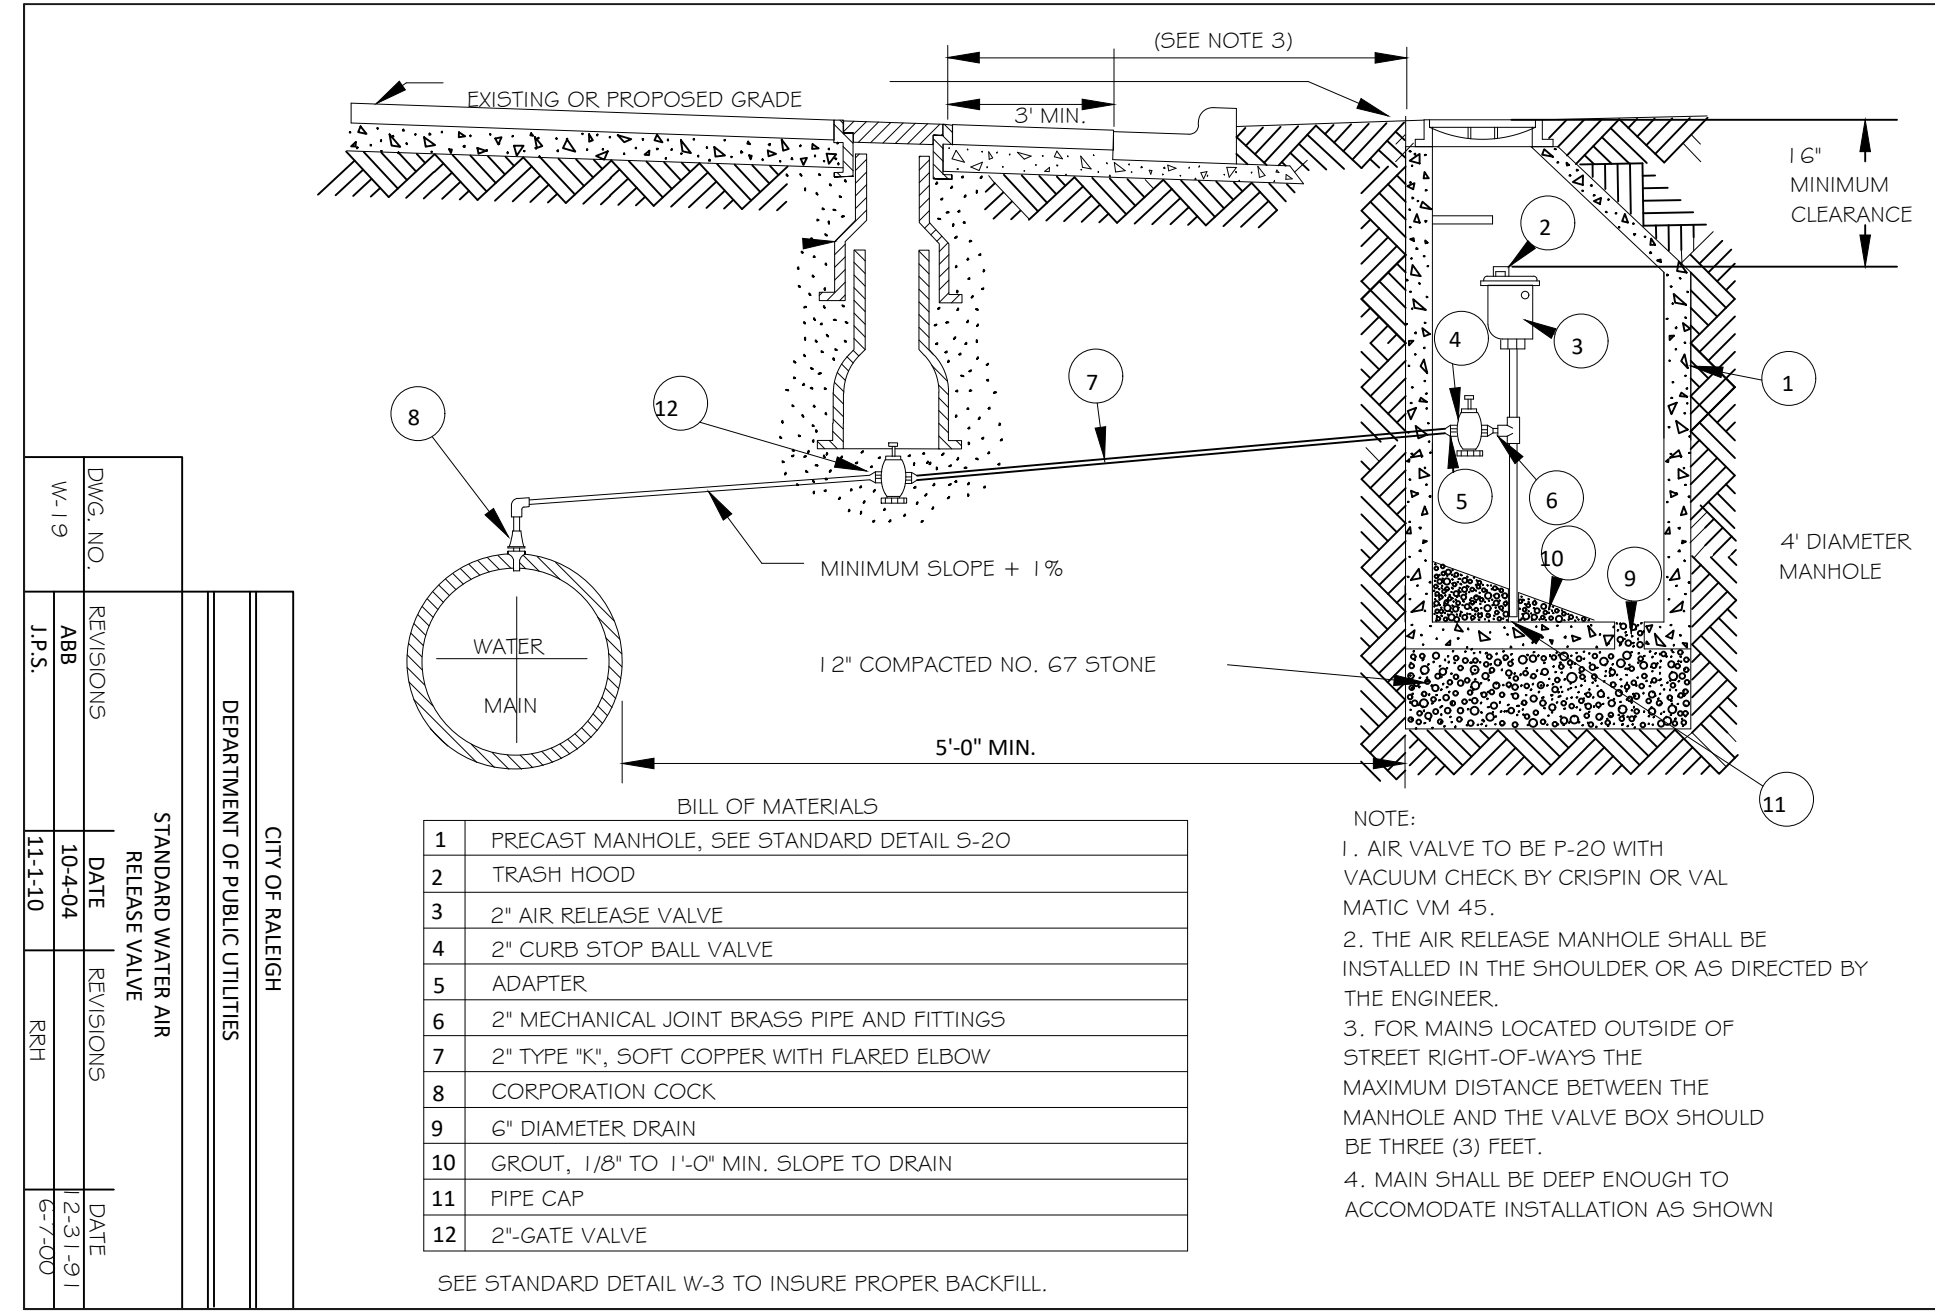 (SEE NOTE 3)
EXISTING OR PROPOSED GRADE
3' MIN.
16"
MINIMUM
CLEARANCE
2
4
3
7
1
8
12
5
6
MINIMUM SLOPE + 1%
10
9
4' DIAMETER
MANHOLE
WATER
MAIN
12" COMPACTED NO. 67 STONE
5'-0" MIN.
11
BILL OF MATERIALS
1 PRECAST MANHOLE, SEE STANDARD DETAIL S-20
2 TRASH HOOD
3 2" AIR RELEASE VALVE
4 2" CURB STOP BALL VALVE
5 ADAPTER
6 2" MECHANICAL JOINT BRASS PIPE AND FITTINGS
7 2" TYPE "K", SOFT COPPER WITH FLARED ELBOW
8 CORPORATION COCK
9 6" DIAMETER DRAIN
10 GROUT, 1/8" TO 1'-0" MIN. SLOPE TO DRAIN
11 PIPE CAP
12 2"-GATE VALVE
SEE STANDARD DETAIL W-3 TO INSURE PROPER BACKFILL.
NOTE:
1. AIR VALVE TO BE P-20 WITH
VACUUM CHECK BY CRISPIN OR VAL
MATIC VM 45.
2. THE AIR RELEASE MANHOLE SHALL BE
INSTALLED IN THE SHOULDER OR AS DIRECTED BY
THE ENGINEER.
3. FOR MAINS LOCATED OUTSIDE OF
STREET RIGHT-OF-WAYS THE
MAXIMUM DISTANCE BETWEEN THE
MANHOLE AND THE VALVE BOX SHOULD
BE THREE (3) FEET.
4. MAIN SHALL BE DEEP ENOUGH TO
ACCOMODATE INSTALLATION AS SHOWN
CITY OF RALEIGH
DEPARTMENT OF PUBLIC UTILITIES
STANDARD WATER AIR
RELEASE VALVE
DWG. NO. REVISIONS DATE REVISIONS DATE
W-19 ABB 10-4-04 12-31-91
J.P.S. 11-1-10 RRH 6-7-00